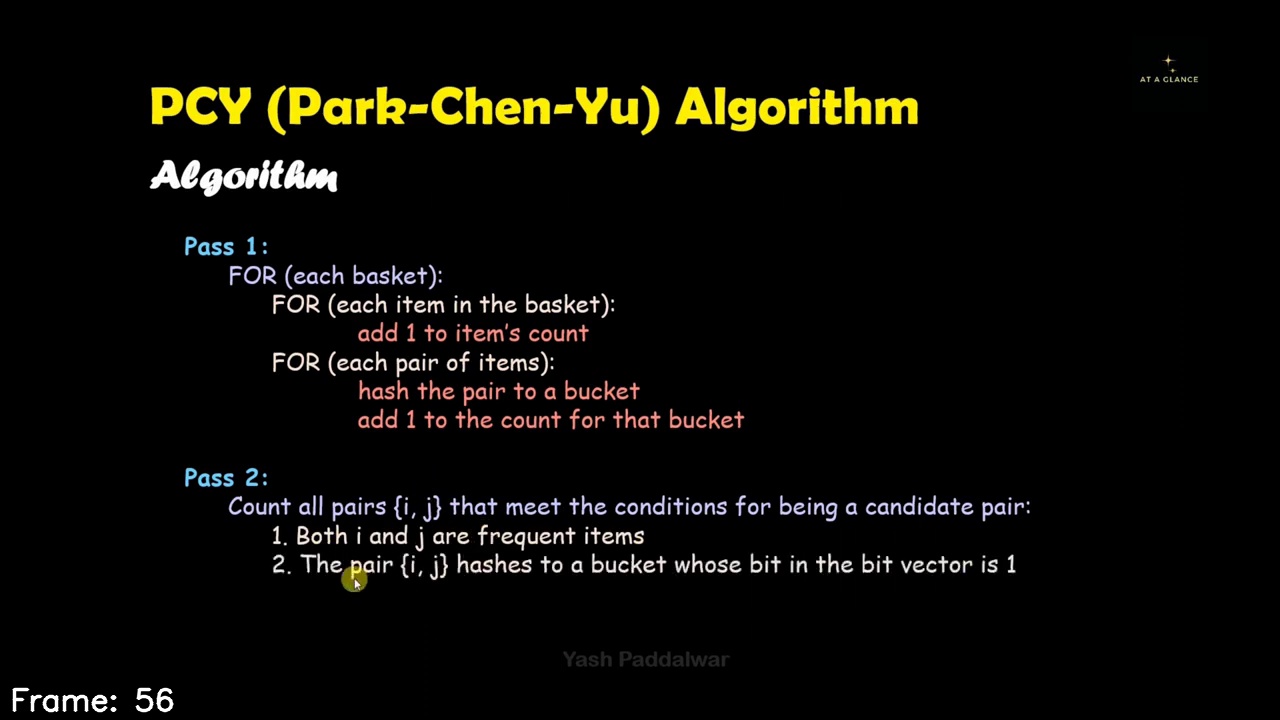 AT A GLANCE
PCY (Park-Chen-Yu) Algorithm
Algorithm
Pass 1:
FOR (each basket):
FOR (each item in the basket):
add 1 to item's count
FOR (each pair of items):
hash the pair to a bucket
add 1 to the count for that bucket
Pass 2:
Count all pairs {i, j} that meet the conditions for being a candidate pair:
1. Both i and j are frequent items
2. The pair {i, j} hashes to a bucket whose bit in the bit vector is 1
Yash Paddalwar
Frame: 56